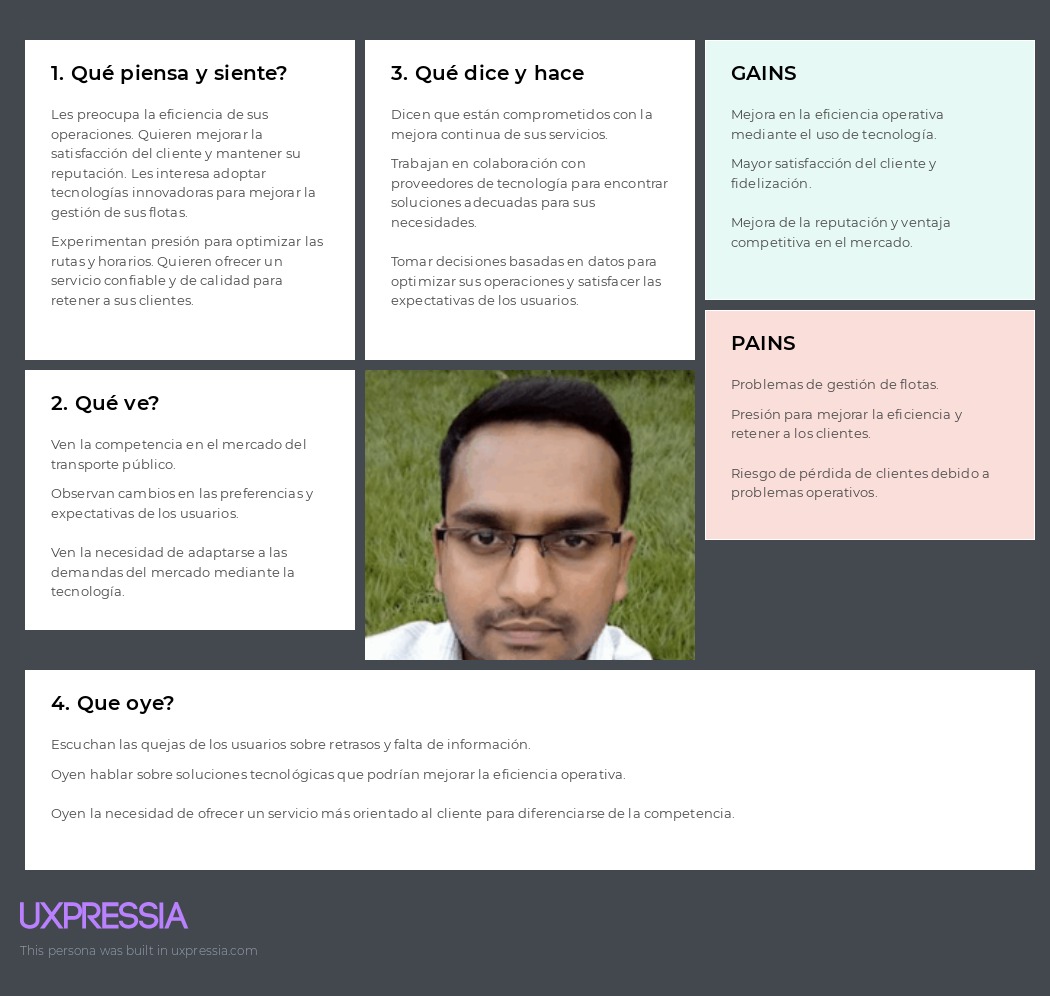 1. Qué piensa y siente?
Les preocupa la eficiencia de sus
operaciones. Quieren mejorar la
satisfacción del cliente y mantener su
reputación. Les interesa adoptar
tecnologías innovadoras para mejorar la
gestión de sus flotas.
Experimentan presión para optimizar las
rutas y horarios. Quieren ofrecer un
servicio confiable y de calidad para
retener a sus clientes.
2. Qué ve?
Ven la competencia en el mercado del
transporte público.
Observan cambios en las preferencias y
expectativas de los usuarios.
Ven la necesidad de adaptarse a las
demandas del mercado mediante la
tecnología.
3. Qué dice y hace
Dicen que están comprometidos con la
mejora continua de sus servicios.
Trabajan en colaboración con
proveedores de tecnología para encontrar
soluciones adecuadas para sus
necesidades.
Tomar decisiones basadas en datos para
optimizar sus operaciones y satisfacer las
expectativas de los usuarios.
GAINS
Mejora en la eficiencia operativa
mediante el uso de tecnología.
Mayor satisfacción del cliente y
fidelización.
Mejora de la reputación y ventaja
competitiva en el mercado.
PAINS
Problemas de gestión de flotas.
Presión para mejorar la eficiencia y
retener a los clientes.
Riesgo de pérdida de clientes debido a
problemas operativos.
4. Que oye?
Escuchan las quejas de los usuarios sobre retrasos y falta de información.
Oyen hablar sobre soluciones tecnológicas que podrían mejorar la eficiencia operativa.
Oyen la necesidad de ofrecer un servicio más orientado al cliente para diferenciarse de la competencia.
UXPRESSIA
This persona was built in uxpressia.com